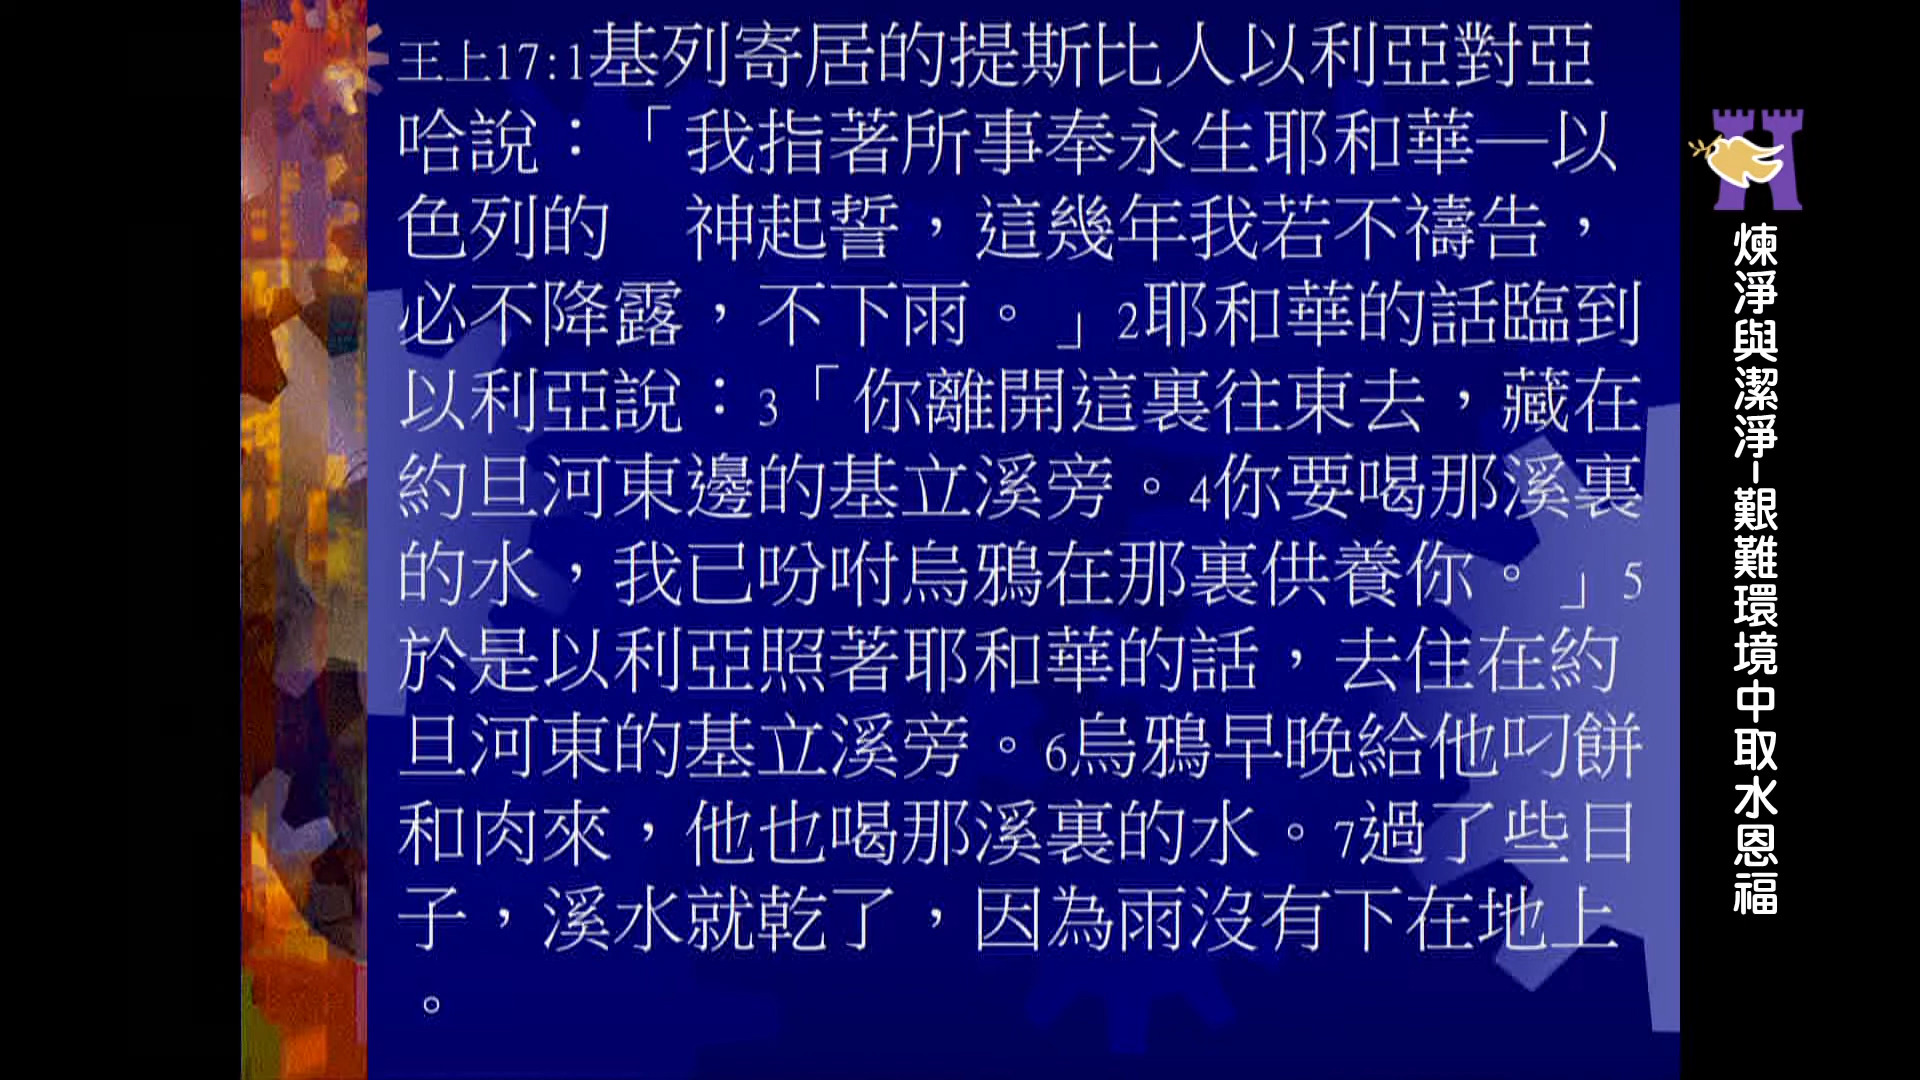 王上17:1基列寄居的提斯比人以利亞對亞
哈說：「我指著所事奉永生耶和華─以
色列的　神起誓，這幾年我若不禱告，
必不降露，不下雨。」2耶和華的話臨到
以利亞說：3「你離開這裏往東去，藏在
約旦河東邊的基立溪旁。4你要喝那溪裏
的水，我已吩咐烏鴉在那裏供養你。」5
於是以利亞照著耶和華的話，去住在約
旦河東的基立溪旁。6烏鴉早晚給他叼餅
和肉來，他也喝那溪裏的水。7過了些日
子，溪水就乾了，因為雨沒有下在地上
。
煉淨與潔淨-艱難環境中取水恩福